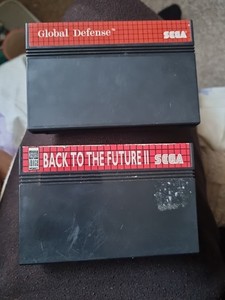 Global Defense™ SEGA
BACK TO THE FUTURE II SEGA